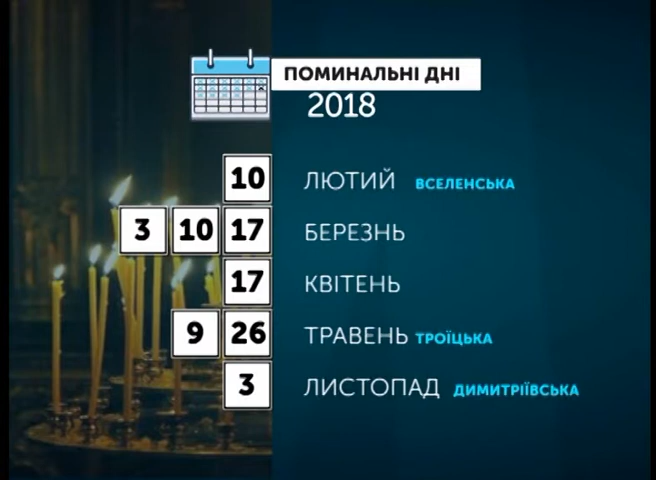 ПОМИНАЛЬНІ ДНІ
2018
10 ЛЮТИЙ ВСЕЛЕНСЬКА
3 10 17 БЕРЕЗНЬ
17 КВІТЕНЬ
9 26 ТРАВЕНЬ ТРОЇЦЬКА
3 ЛИСТОПАД ДИМИТРІЇВСЬКА